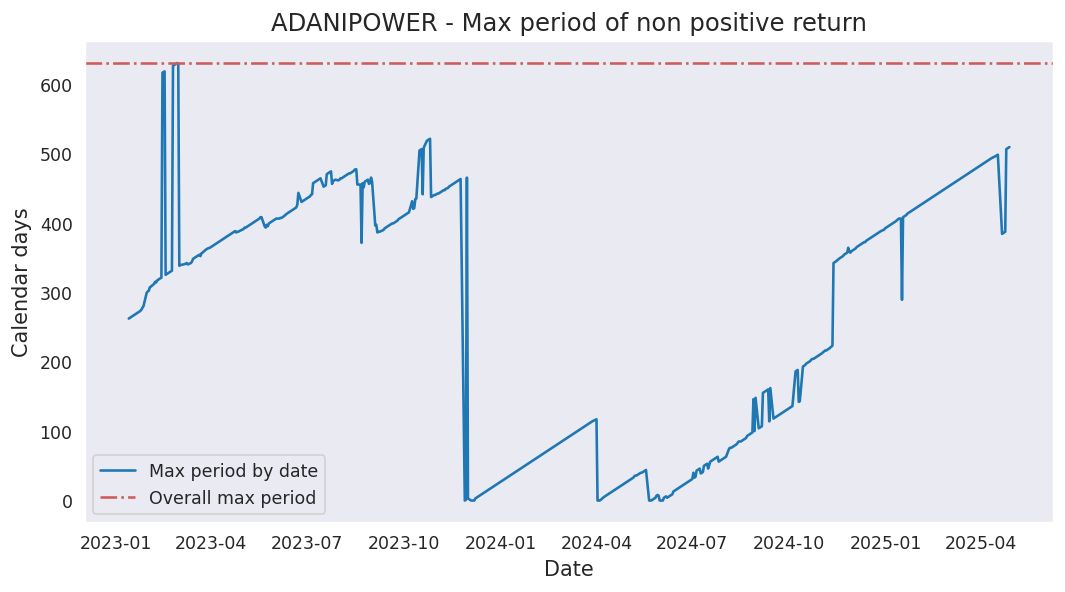 ADANIPOWER - Max period of non positive return
Calendar days
600
500
400
300
200
100
0
Max period by date
Overall max period
2023-01 2023-04 2023-07 2023-10 2024-01 2024-04 2024-07 2024-10 2025-01 2025-04
Date